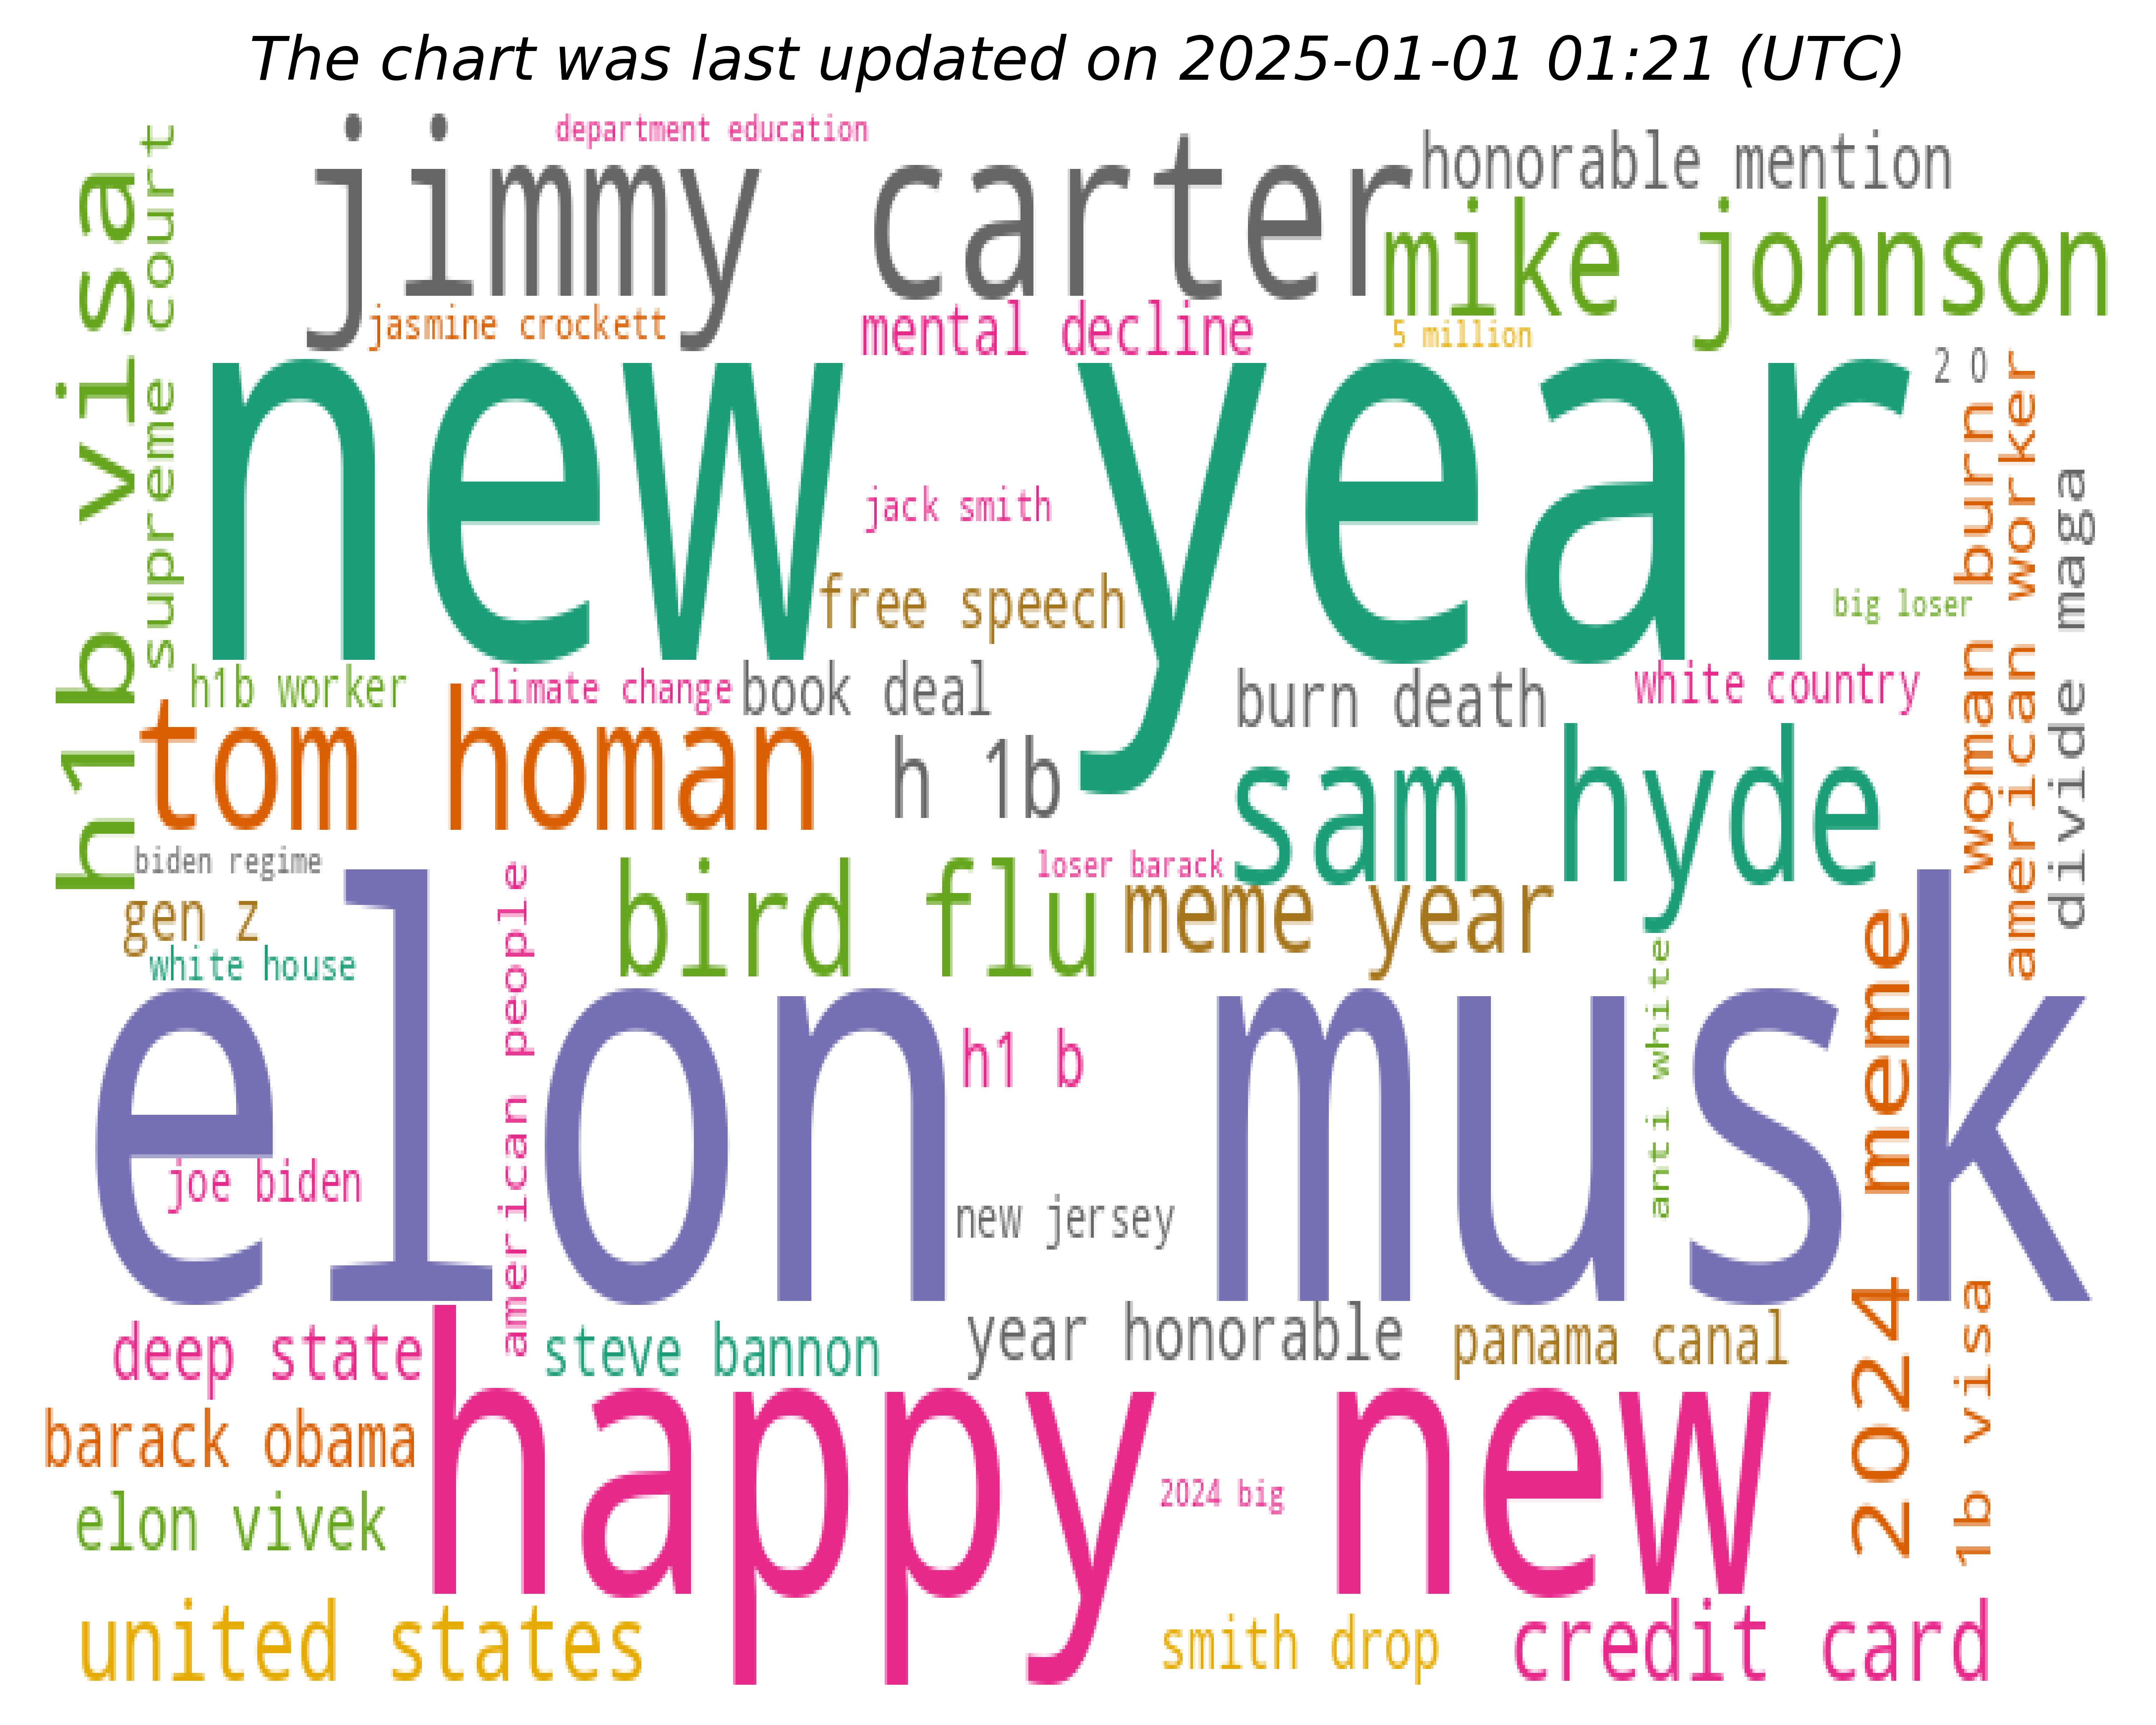 The chart was last updated on 2025-01-01 01:21 (UTC)
department education
jimmy carter
honorable mention
mike johnson
h1b visa
supreme court
jasmine crockett
mental decline
5 million
2 0
new year
jack smith
free speech
big loser
woman burn
american worker
divide maga
h1b worker
climate change
book deal
burn death
white country
tom homan
h 1b
sam hyde
biden regime
bird flu
loser barack
meme year
gen z
white house
american people
elon musk
h1 b
anti white
2024 meme
joe biden
new jersey
deep state
steve bannon
year honorable
panama canal
1b visa
barack obama
happy new
2024 big
elon vivek
united states
smith drop
credit card